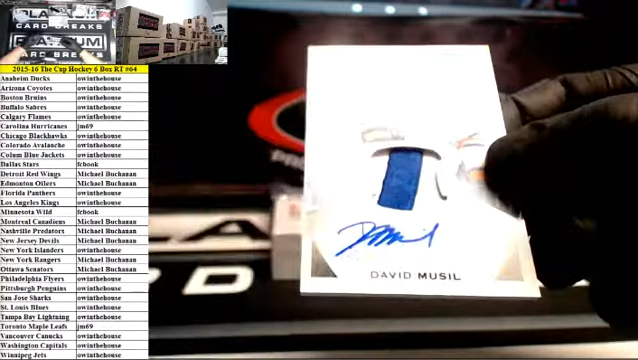 PLATINUM
CARD BREAKS
PLATINUM
CARD BREAKS
2015-16 The Cup Hockey 6 Box RT #64
Anaheim Ducks owinthehouse
Arizona Coyotes owinthehouse
Boston Bruins owinthehouse
Buffalo Sabres owinthehouse
Calgary Flames owinthehouse
Carolina Hurricanes jm69
Chicago Blackhawks owinthehouse
Colorado Avalanche owinthehouse
Colum Blue Jackets owinthehouse
Dallas Stars fcbook
Detroit Red Wings Michael Buchanan
Edmonton Oilers Michael Buchanan
Florida Panthers owinthehouse
Los Angeles Kings owinthehouse
Minnesota Wild fcbook
Montreal Canadiens Michael Buchanan
Nashville Predators Michael Buchanan
New Jersey Devils Michael Buchanan
New York Islanders owinthehouse
New York Rangers Michael Buchanan
Ottawa Senators Michael Buchanan
Philadelphia Flyers owinthehouse
Pittsburgh Penguins owinthehouse
San Jose Sharks owinthehouse
St. Louis Blues owinthehouse
Tampa Bay Lightning owinthehouse
Toronto Maple Leafs jm69
Vancouver Canucks owinthehouse
Washington Capitals owinthehouse
Winnipeg Jets owinthehouse
DAVID MUSIL